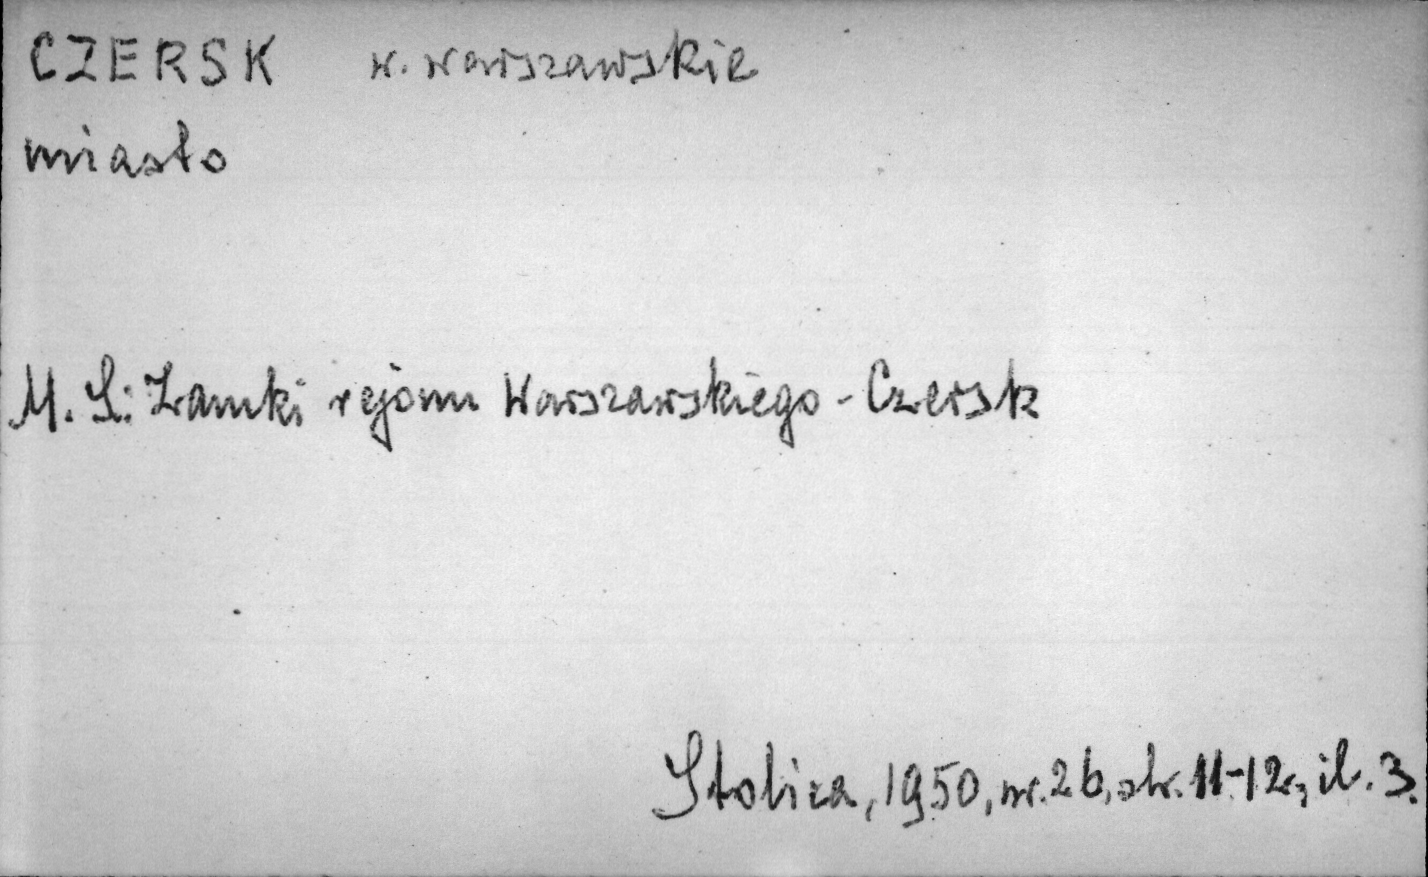 CZERSK w. warszawskie
miasto
M. S.: Zamki rejonu Warszawskiego - Czersk
Stolica, 1950, nr. 26, str. 11-12, il. 3.